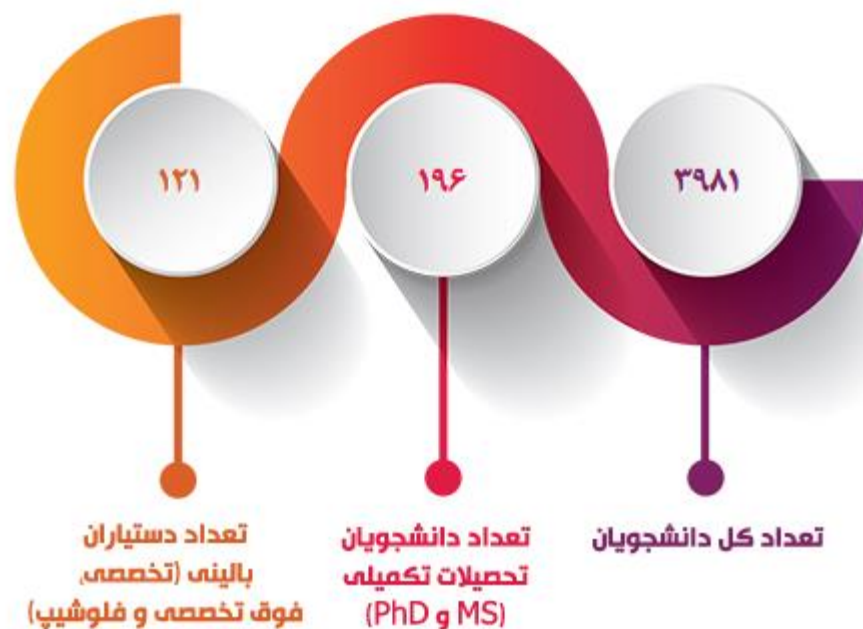 ۳۹۸۱
تعداد کل دانشجویان
۱۹۶
تعداد دانشجویان
تحصیلات تکمیلی
(MS و PhD)
۱۲۱
تعداد دستیاران
بالینی (تخصصی،
فوق تخصصی و فلوشیپ)